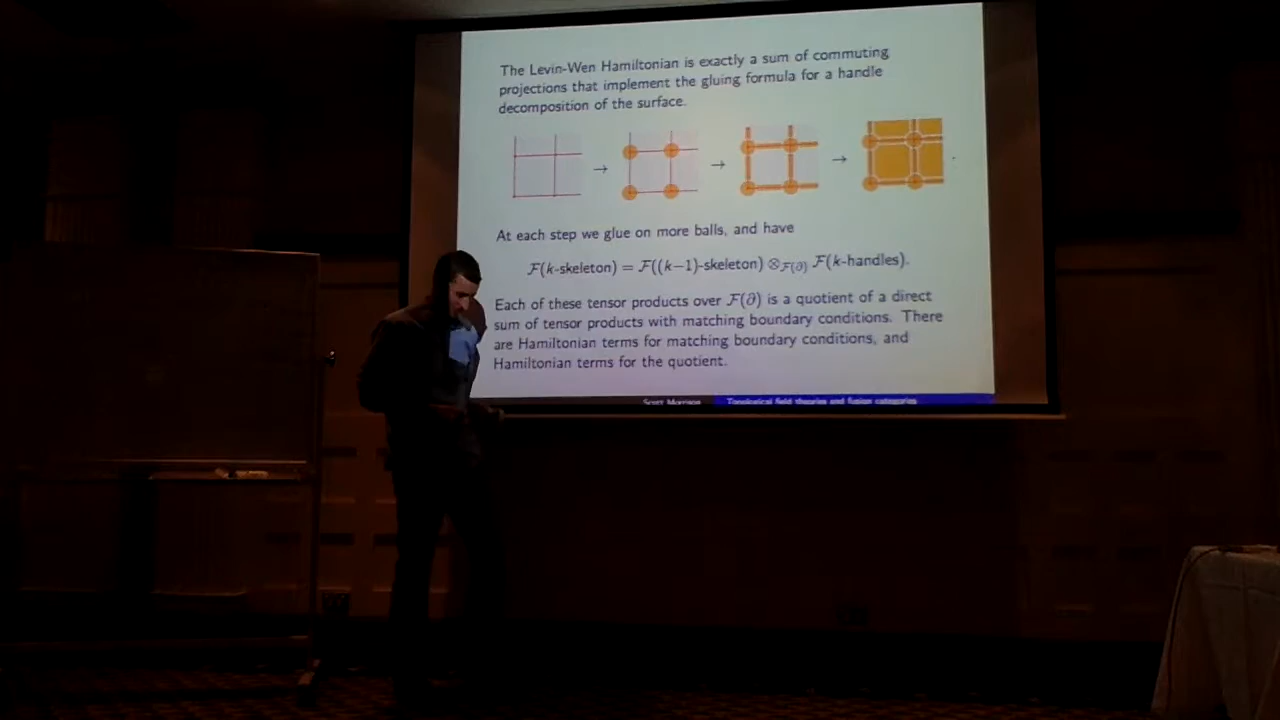 The Levin-Wen Hamiltonian is exactly a sum of commuting
projections that implement the gluing formula for a handle
decomposition of the surface.
→ → →
At each step we glue on more balls, and have
𝓕(k-skeleton) = 𝓕((k−1)-skeleton) ⊗𝓕(∂) 𝓕(k-handles).
Each of these tensor products over 𝓕(∂) is a quotient of a direct
sum of tensor products with matching boundary conditions. There
are Hamiltonian terms for matching boundary conditions, and
Hamiltonian terms for the quotient.
Scott Morrison Topological field theories and fusion categories